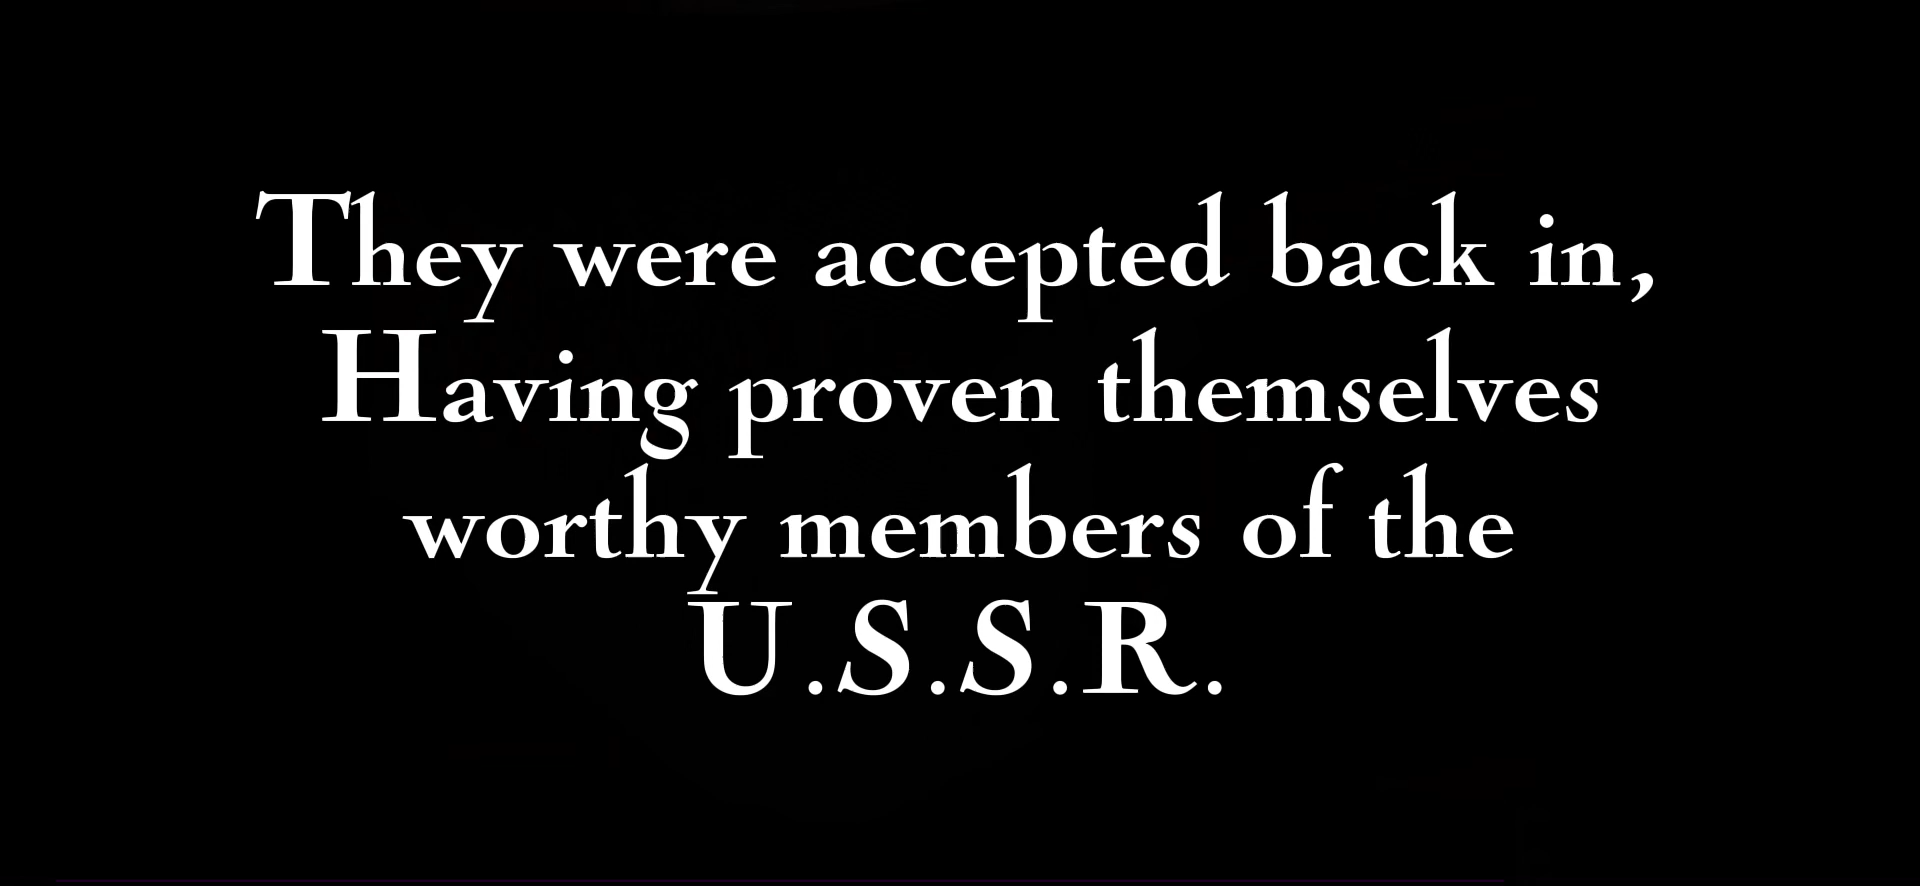 They were accepted back in,
Having proven themselves
worthy members of the
U.S.S.R.